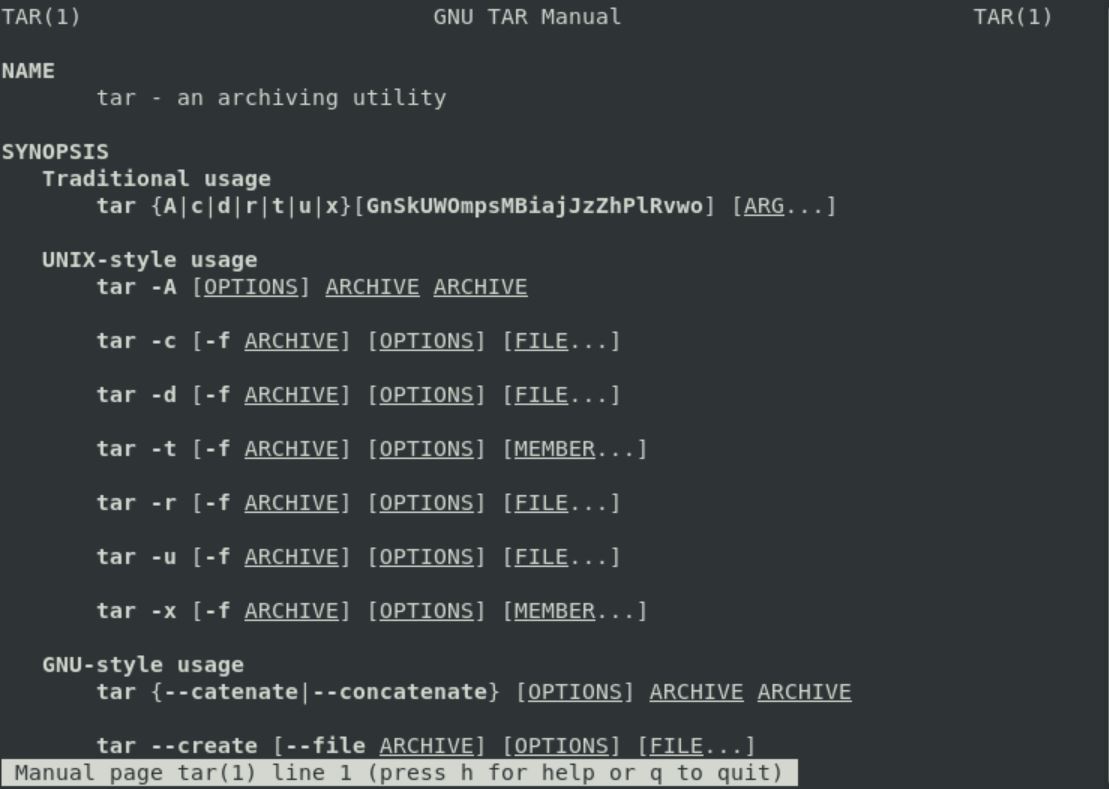 TAR(1) GNU TAR Manual TAR(1)
NAME
tar - an archiving utility
SYNOPSIS
Traditional usage
tar {A|c|d|r|t|u|x}[GnSkUWOmpsMBiajJzZhPlRvwo] [ARG...]
UNIX-style usage
tar -A [OPTIONS] ARCHIVE ARCHIVE
tar -c [-f ARCHIVE] [OPTIONS] [FILE...]
tar -d [-f ARCHIVE] [OPTIONS] [FILE...]
tar -t [-f ARCHIVE] [OPTIONS] [MEMBER...]
tar -r [-f ARCHIVE] [OPTIONS] [FILE...]
tar -u [-f ARCHIVE] [OPTIONS] [FILE...]
tar -x [-f ARCHIVE] [OPTIONS] [MEMBER...]
GNU-style usage
tar {--catenate|--concatenate} [OPTIONS] ARCHIVE ARCHIVE
tar --create [--file ARCHIVE] [OPTIONS] [FILE...]
Manual page tar(1) line 1 (press h for help or q to quit)